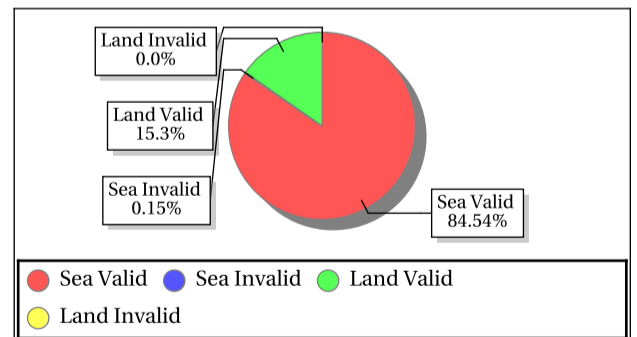 Land Invalid
0.0%
Land Valid
15.3%
Sea Invalid
0.15%
Sea Valid
84.54%
Sea Valid Sea Invalid Land Valid
Land Invalid